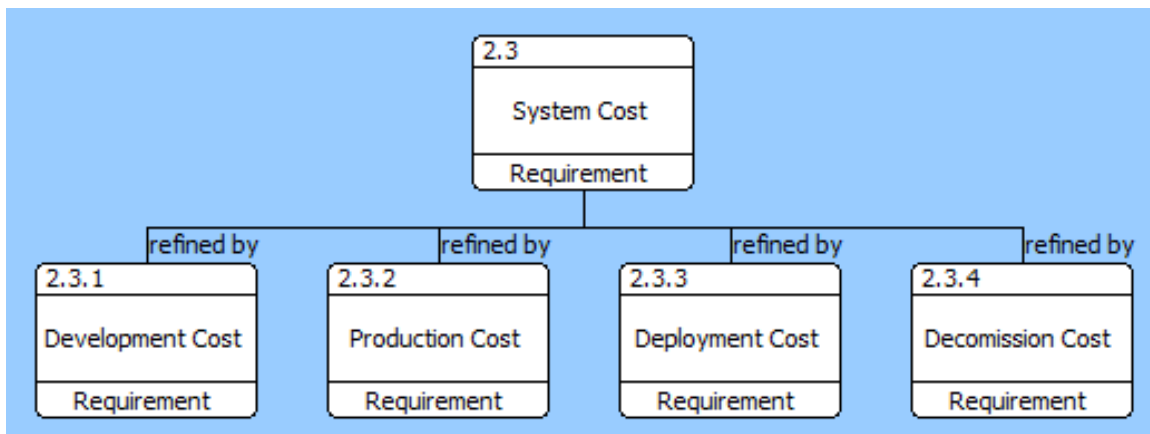 2.3
System Cost
Requirement
refined by
refined by
refined by
refined by
2.3.1
2.3.2
2.3.3
2.3.4
Development Cost
Production Cost
Deployment Cost
Decomission Cost
Requirement
Requirement
Requirement
Requirement